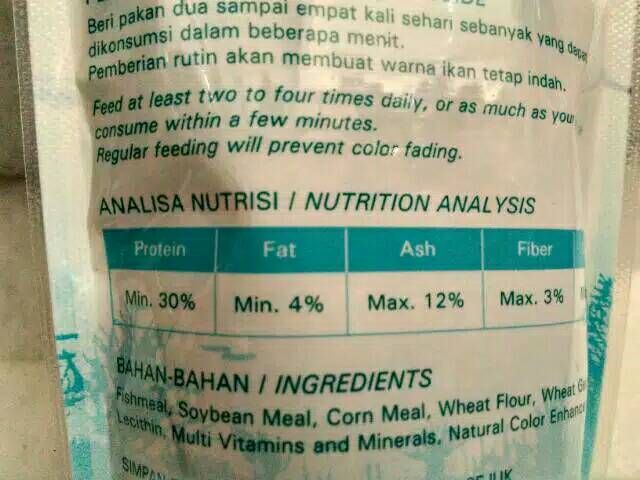 Beri pakan dua sampai empat kali sehari sebanyak yang dapat
dikonsumsi dalam beberapa menit.
Pemberian rutin akan membuat warna ikan tetap indah.
Feed at least two to four times daily, or as much as your
consume within a few minutes.
Regular feeding will prevent color fading.
ANALISA NUTRISI / NUTRITION ANALYSIS
Protein Fat Ash Fiber
Min. 30% Min. 4% Max. 12% Max. 3%
BAHAN-BAHAN / INGREDIENTS
Fishmeal, Soybean Meal, Corn Meal, Wheat Flour, Wheat
Lecithin, Multi Vitamins and Minerals, Natural Color